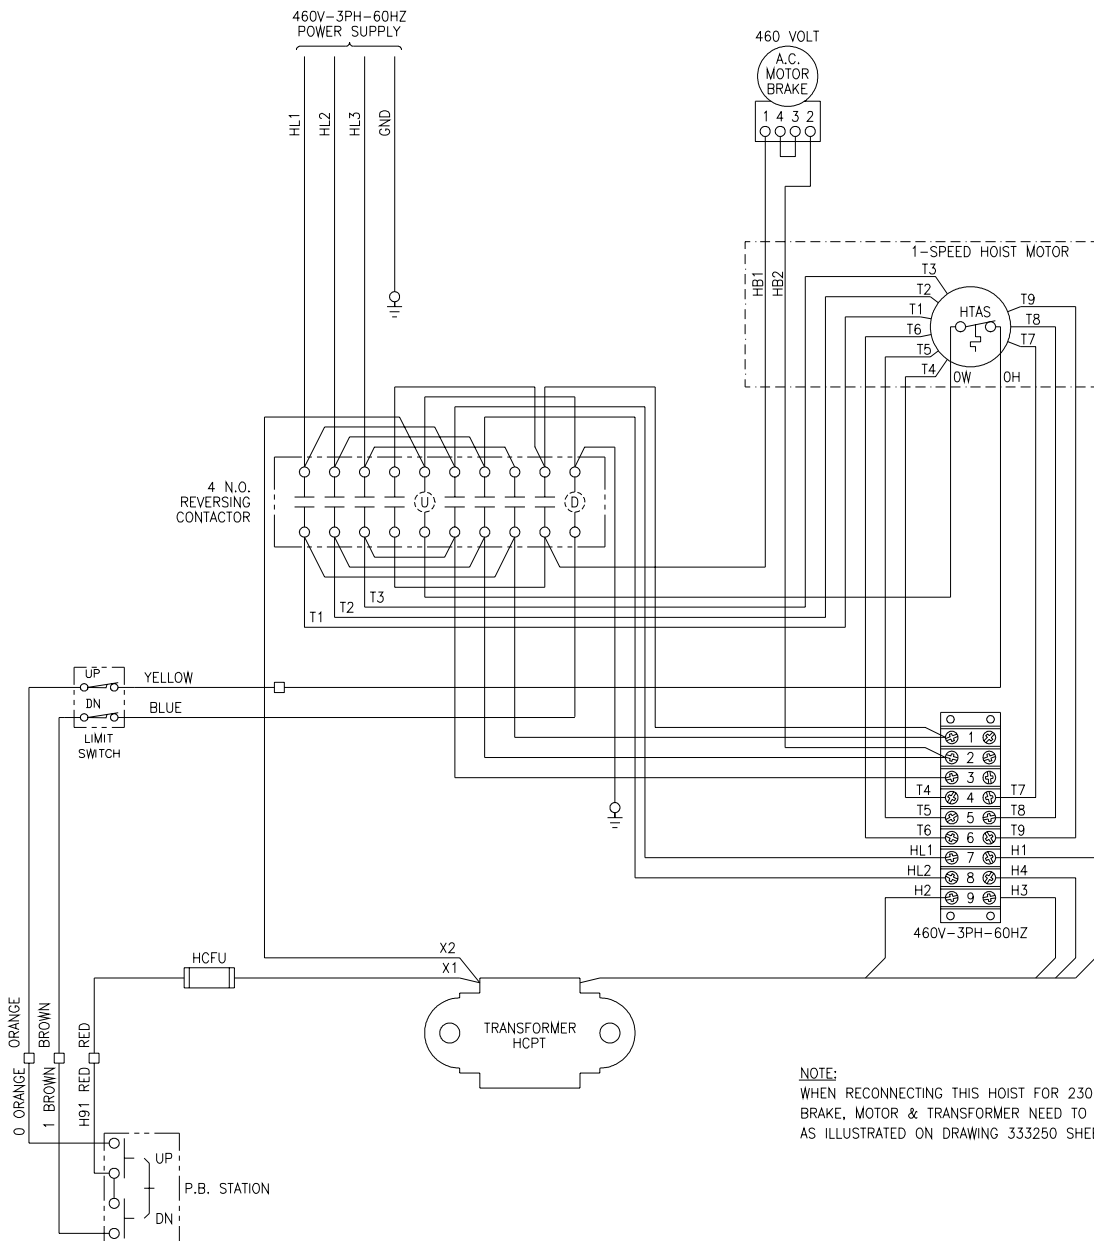 460V-3PH-60HZ
POWER SUPPLY
HL1
HL2
HL3
GND
460 VOLT
A.C.
MOTOR
BRAKE
1 4 3 2
HB1
HB2
1-SPEED HOIST MOTOR
T3
T2
T1
T6
T5
T4
HTAS
T9
T8
T7
OW
OH
4 N.O.
REVERSING
CONTACTOR
U
D
T1
T2
T3
UP
YELLOW
DN
BLUE
LIMIT
SWITCH
1
2
3
T4 4 T7
T5 5 T8
T6 6 T9
HL1 7 H1
HL2 8 H4
H2 9 H3
460V-3PH-60HZ
X2
X1
HCFU
TRANSFORMER
HCPT
ORANGE
BROWN
RED
0 ORANGE
1 BROWN
H91 RED
UP
P.B. STATION
DN
NOTE:
WHEN RECONNECTING THIS HOIST FOR 230
BRAKE, MOTOR & TRANSFORMER NEED TO
AS ILLUSTRATED ON DRAWING 333250 SHE